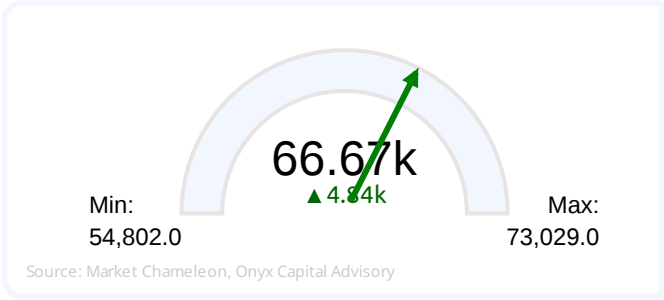 66.67k
▲4.84k
Min:
54,802.0
Max:
73,029.0
Source: Market Chameleon, Onyx Capital Advisory